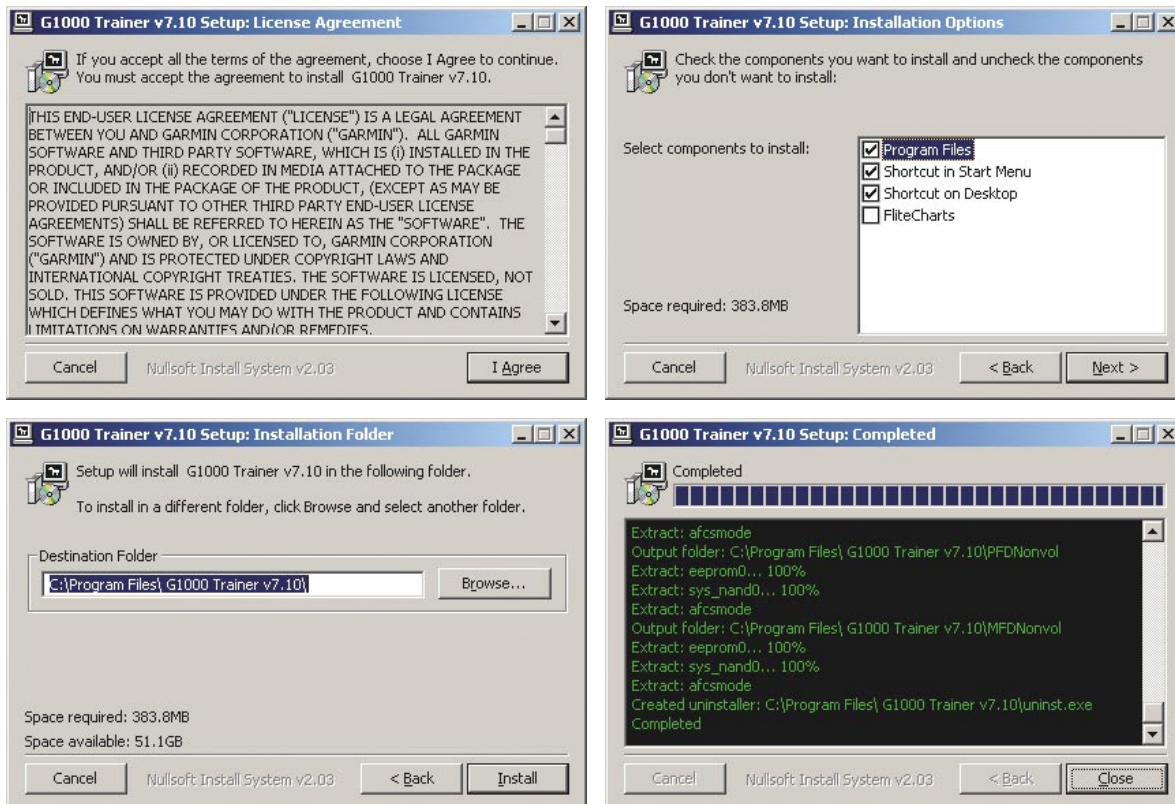 G1000 Trainer v7.10 Setup: License Agreement
If you accept all the terms of the agreement, choose I Agree to continue.
You must accept the agreement to install G1000 Trainer v7.10.
THIS END-USER LICENSE AGREEMENT ("LICENSE") IS A LEGAL AGREEMENT
BETWEEN YOU AND GARMIN CORPORATION ("GARMIN"). ALL GARMIN
SOFTWARE AND THIRD PARTY SOFTWARE, WHICH IS (i) INSTALLED IN THE
PRODUCT, AND/OR (ii) RECORDED IN MEDIA ATTACHED TO THE PACKAGE
OR INCLUDED IN THE PACKAGE OF THE PRODUCT, (EXCEPT AS MAY BE
PROVIDED PURSUANT TO OTHER THIRD PARTY END-USER LICENSE
AGREEMENTS) SHALL BE REFERRED TO HEREIN AS THE "SOFTWARE". THE
SOFTWARE IS OWNED BY, OR LICENSED TO, GARMIN CORPORATION
("GARMIN") AND IS PROTECTED UNDER COPYRIGHT LAWS AND
INTERNATIONAL COPYRIGHT TREATIES. THE SOFTWARE IS LICENSED, NOT
SOLD. THIS SOFTWARE IS PROVIDED UNDER THE FOLLOWING LICENSE
WHICH DEFINES WHAT YOU MAY DO WITH THE PRODUCT AND CONTAINS
LIMITATIONS ON WARRANTIES AND/OR REMEDIES.
Cancel
Nullsoft Install System v2.03
I Agree
G1000 Trainer v7.10 Setup: Installation Options
Check the components you want to install and uncheck the components
you don't want to install:
Select components to install:
Program Files
Shortcut in Start Menu
Shortcut on Desktop
FliteCharts
Space required: 383.8MB
Cancel
Nullsoft Install System v2.03
< Back
Next >
G1000 Trainer v7.10 Setup: Installation Folder
Setup will install G1000 Trainer v7.10 in the following folder.
To install in a different folder, click Browse and select another folder.
Destination Folder
C:\Program Files\ G1000 Trainer v7.10\
Browse...
Space required: 383.8MB
Space available: 51.1GB
Cancel
Nullsoft Install System v2.03
< Back
Install
G1000 Trainer v7.10 Setup: Completed
Completed
Extract: afcsmode
Output folder: C:\Program Files\ G1000 Trainer v7.10\PFDNonvol
Extract: eeprom0... 100%
Extract: sys_nand0... 100%
Extract: afcsmode
Output folder: C:\Program Files\ G1000 Trainer v7.10\MFDNonvol
Extract: eeprom0... 100%
Extract: sys_nand0... 100%
Extract: afcsmode
Created uninstaller: C:\Program Files\ G1000 Trainer v7.10\uninst.exe
Completed
Cancel
Nullsoft Install System v2.03
< Back
Close